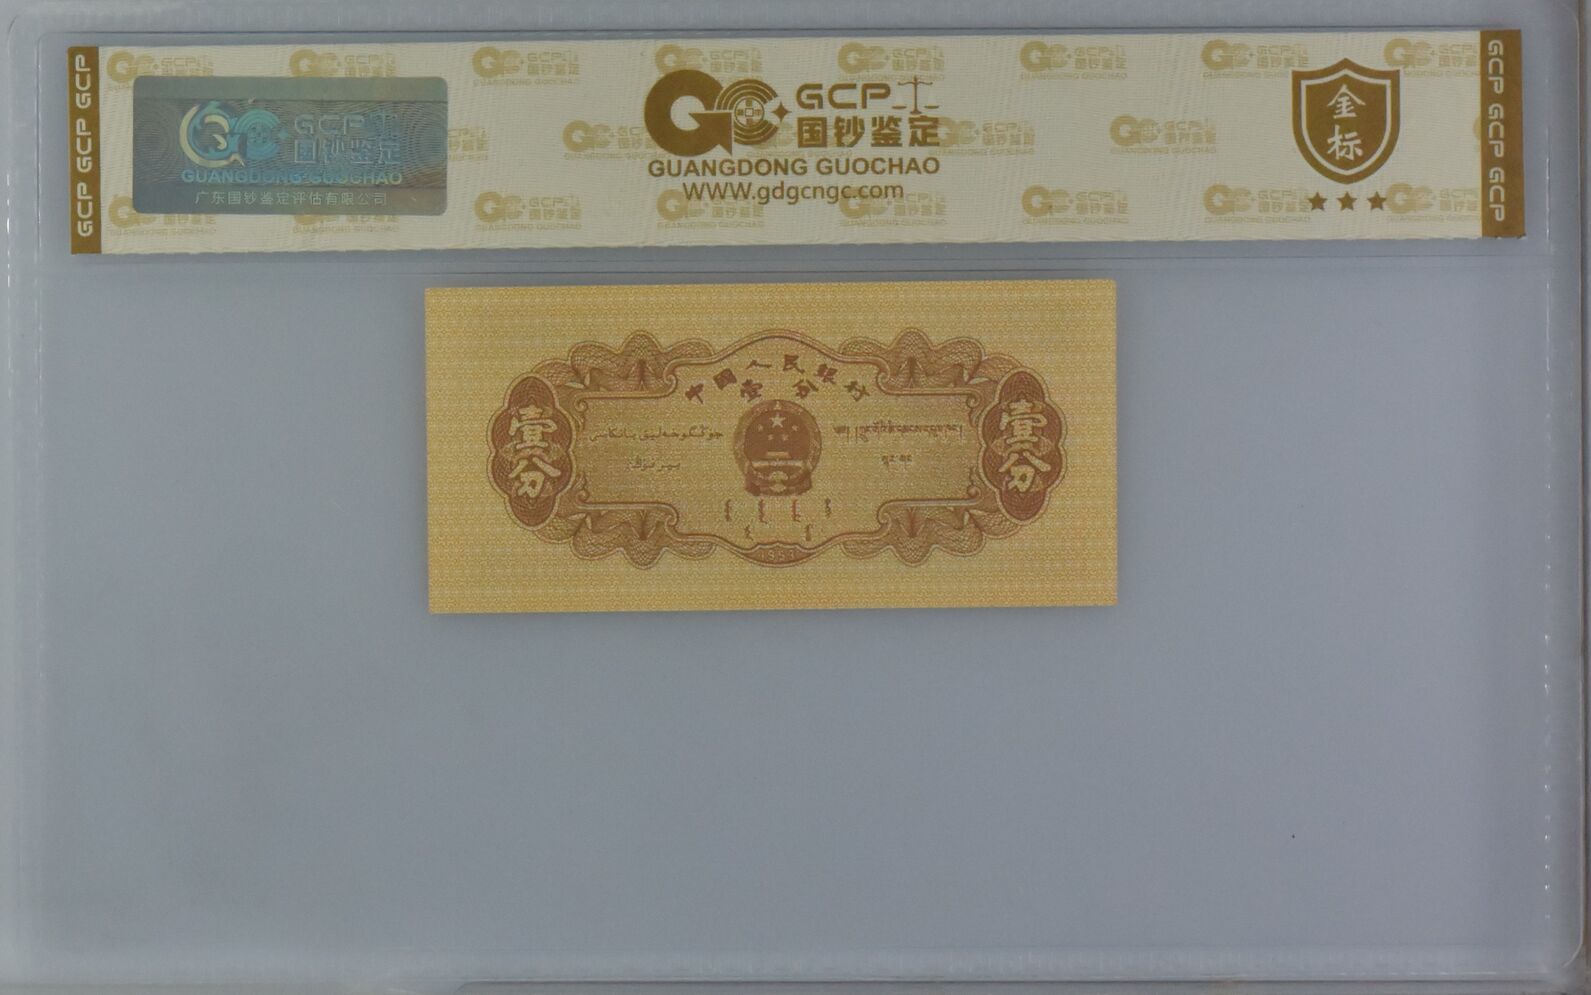 GCP GCP GCP
GCP
国钞鉴定
GUANGDONG GUOCHAO
广东国钞鉴定评估有限公司
GCP
国钞鉴定
GUANGDONG GUOCHAO
WWW.gdgcngc.com
金标
GCP GCP GCP
中国人民银行
壹分
壹分
壹分
1953